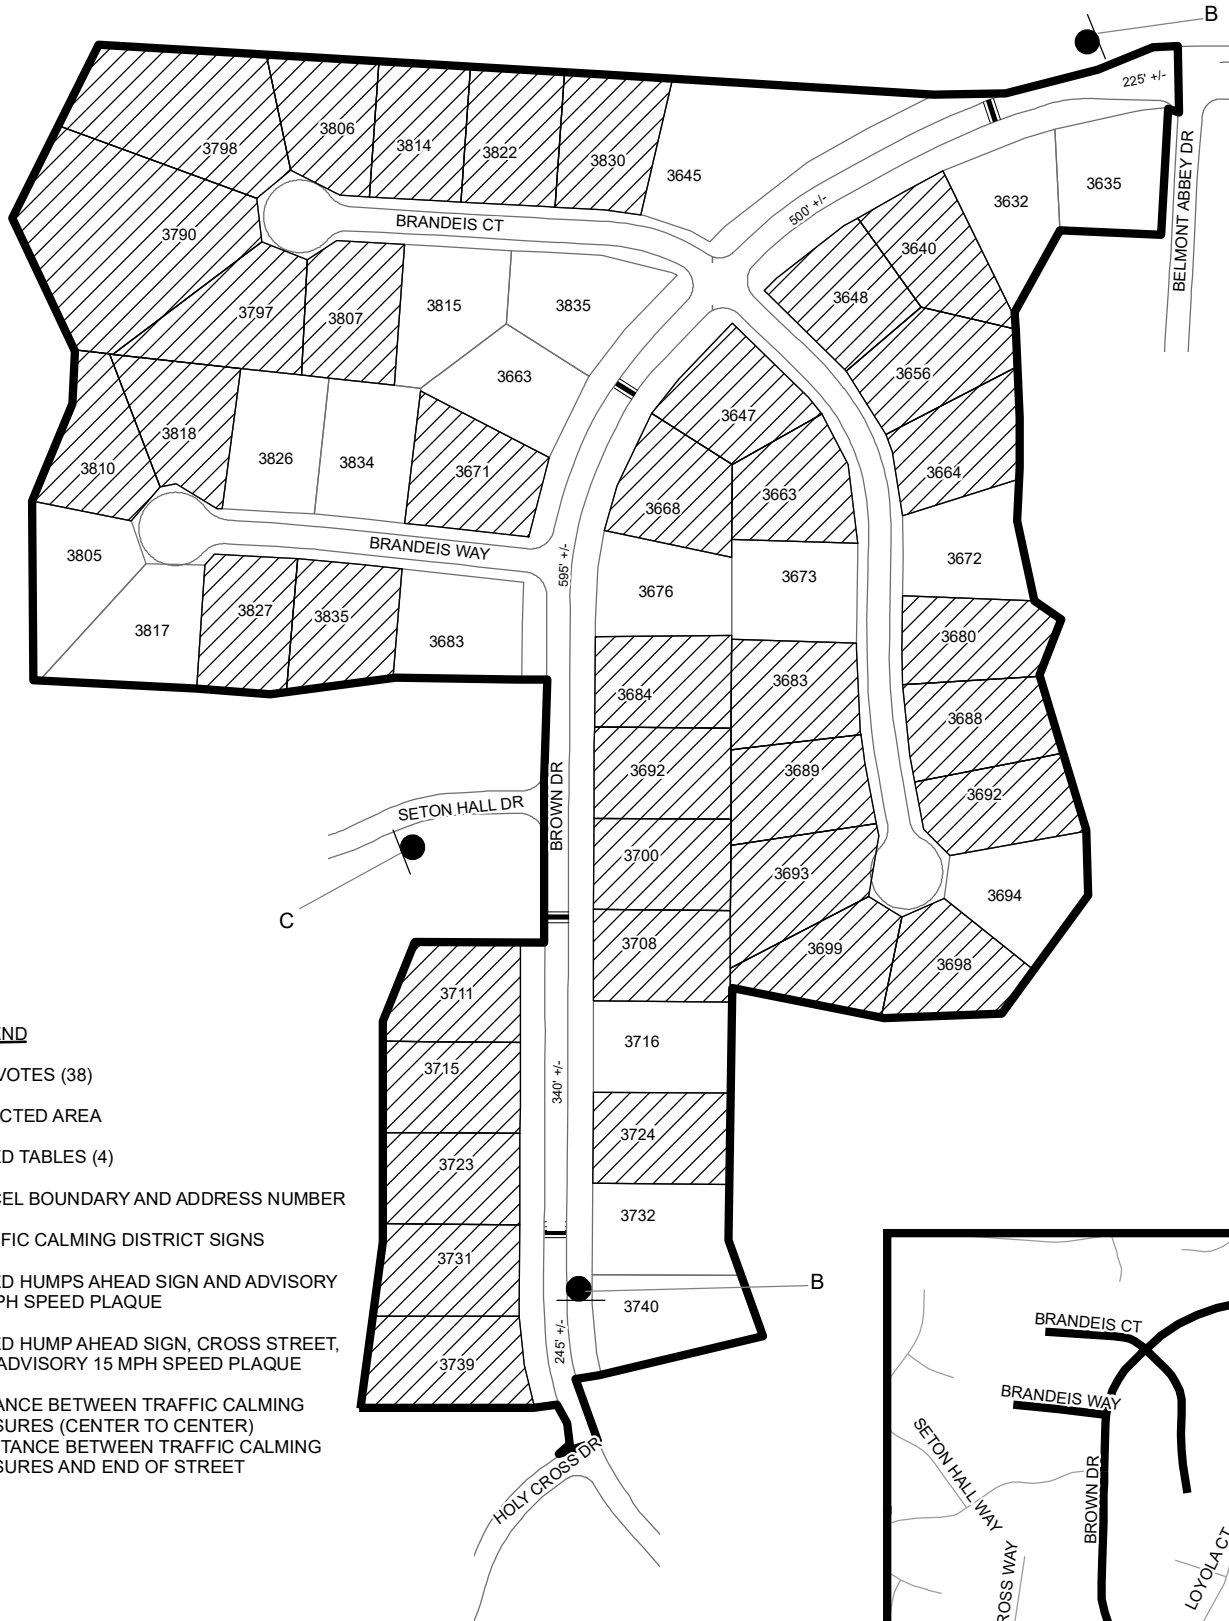 B
225' +/-
3806
3798
3814
3822
3830
3645
BELMONT ABBEY DR
3635
3632
500' +/-
BRANDEIS CT
3790
3640
3648
3797
3807
3815
3835
3663
3656
3647
3818
3826
3834
3671
3810
3664
3663
3668
BRANDEIS WAY
595' +/-
3805
3672
3673
3676
3827
3835
3817
3683
3680
3684
3683
3688
3692
3689
3692
BROWN DR
SETON HALL DR
C
3700
3693
3694
3708
3699
3698
3711
END
3716
3715
VOTES (38)
340' +/-
CTED AREA
3724
ED TABLES (4)
3723
CEL BOUNDARY AND ADDRESS NUMBER
3732
FIC CALMING DISTRICT SIGNS
3731
ED HUMPS AHEAD SIGN AND ADVISORY
PH SPEED PLAQUE
B
3740
245' +/-
ED HUMP AHEAD SIGN, CROSS STREET,
ADVISORY 15 MPH SPEED PLAQUE
3739
ANCE BETWEEN TRAFFIC CALMING
SURES (CENTER TO CENTER)
TANCE BETWEEN TRAFFIC CALMING
SURES AND END OF STREET
HOLY CROSS DR
BRANDEIS CT
BRANDEIS WAY
SETON HALL WAY
BROWN DR
ROSS WAY
LOYOLA CT